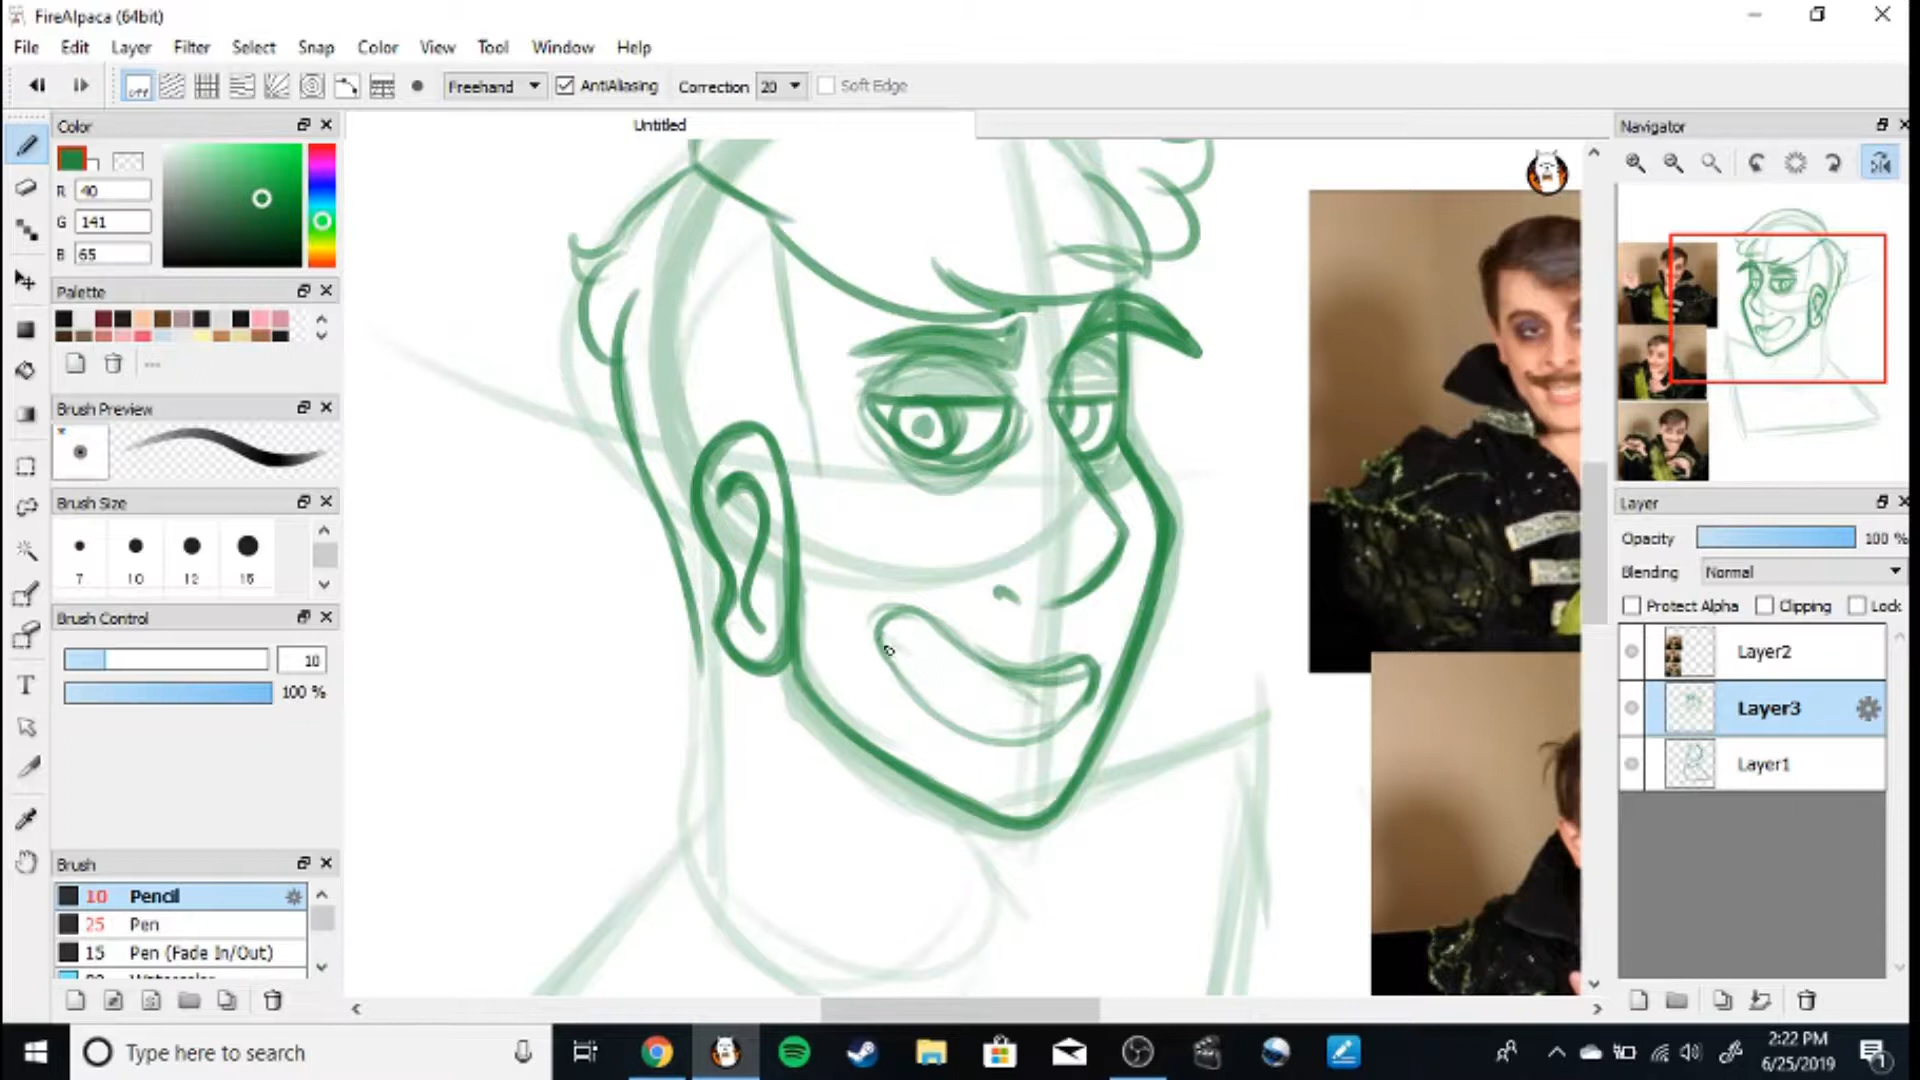 FireAlpaca (64bit)
File Edit Layer Filter Select Snap Color View Tool Window Help
off Freehand AntiAliasing Correction 20 Soft Edge
Color
Untitled
Navigator
R 40
G 141
B 65
Palette
Brush Preview
Brush Size
7 10 12 15
Brush Control
10
100 %
Layer
Opacity 100 %
Blending Normal
Protect Alpha Clipping Lock
Layer2
Layer3
Layer1
Brush
10 Pencil
25 Pen
15 Pen (Fade In/Out)
Type here to search
2:22 PM
6/25/2019
1